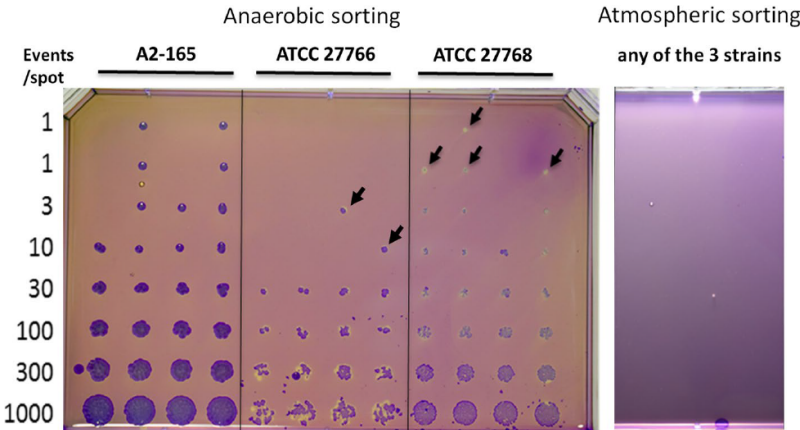 Anaerobic sorting
Atmospheric sorting
Events
/spot
A2-165
ATCC 27766
ATCC 27768
any of the 3 strains
1
1
3
10
30
100
300
1000